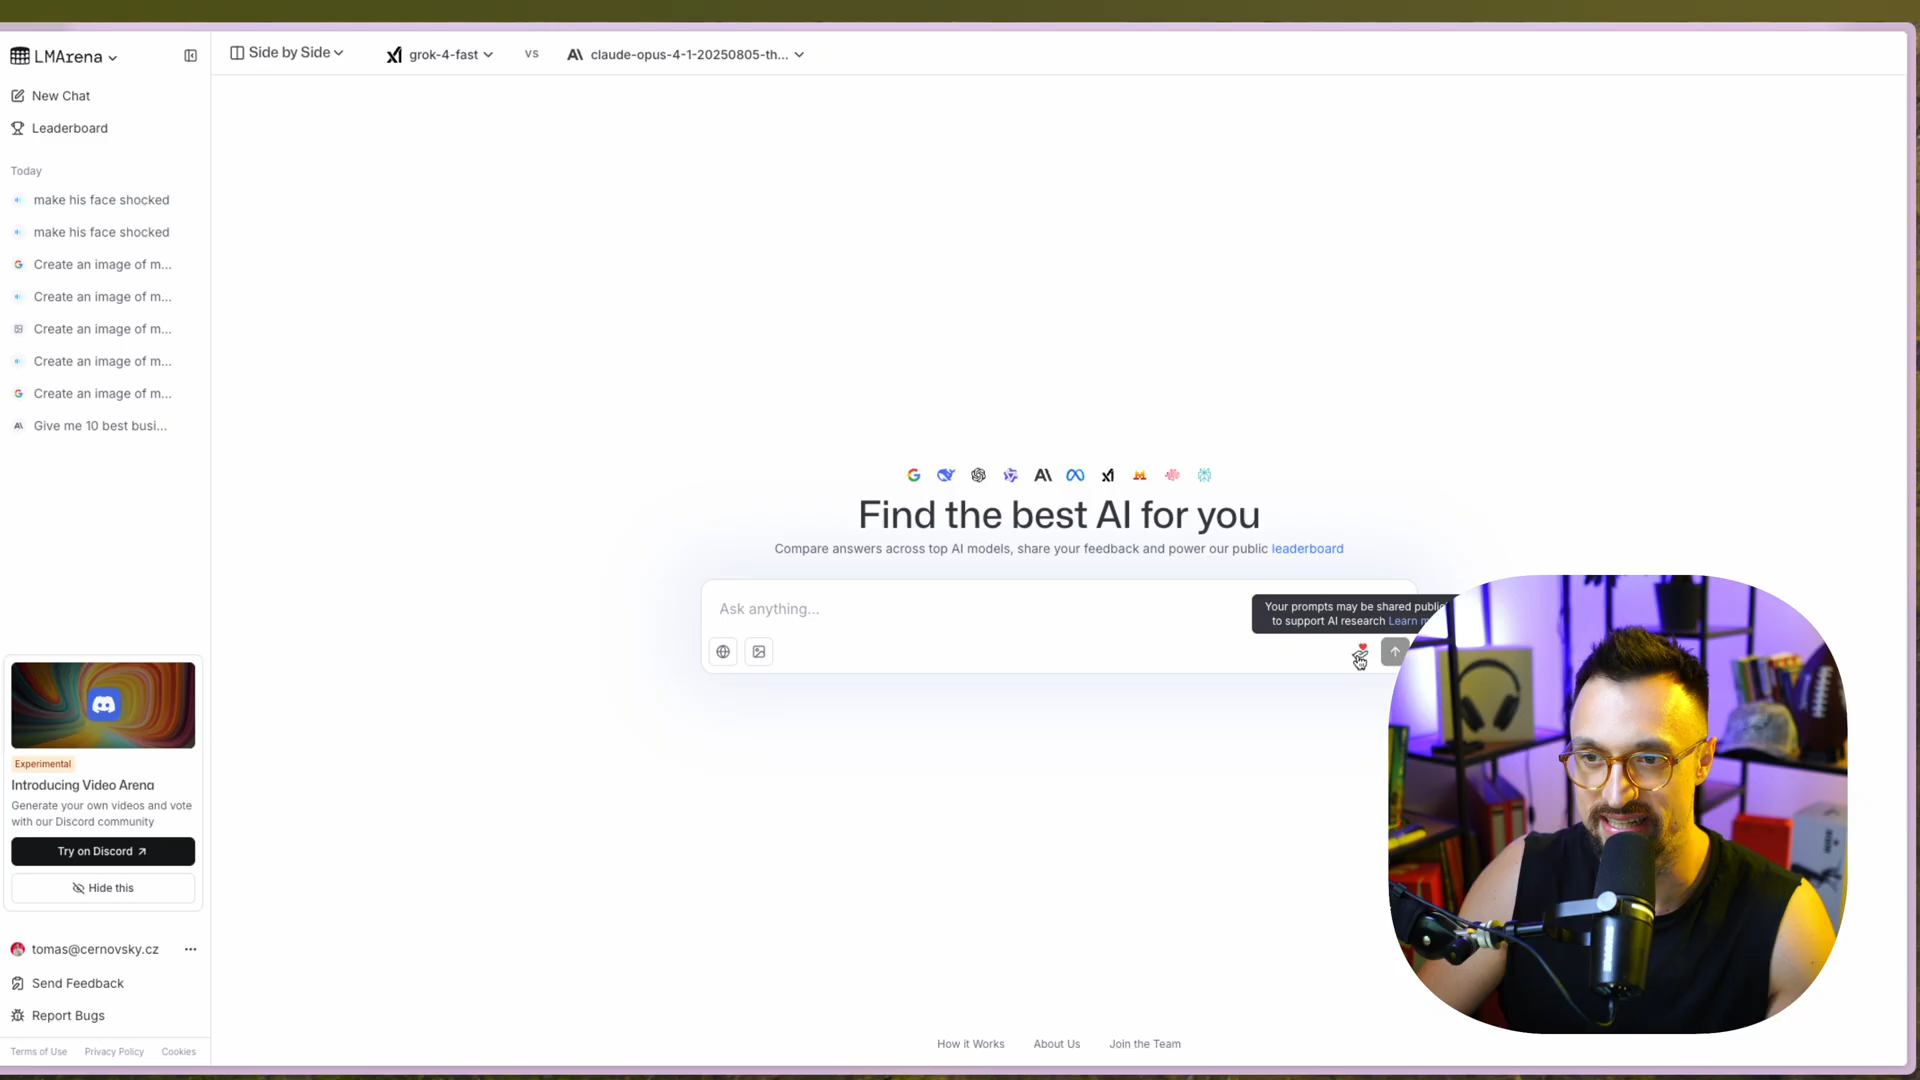 LMArena
New Chat
Leaderboard
Today
make his face shocked
make his face shocked
Create an image of m...
Create an image of m...
Create an image of m...
Create an image of m...
Create an image of m...
Give me 10 best busi...
Experimental
Introducing Video Arena
Generate your own videos and vote
with our Discord community
Try on Discord
Hide this
tomas@cernovsky.cz
Send Feedback
Report Bugs
Terms of Use Privacy Policy Cookies
Side by Side grok-4-fast VS claude-opus-4-1-20250805-th...
Find the best AI for you
Compare answers across top AI models, share your feedback and power our public leaderboard
Ask anything...
Your prompts may be shared public
to support AI research Learn
How it Works About Us Join the Team